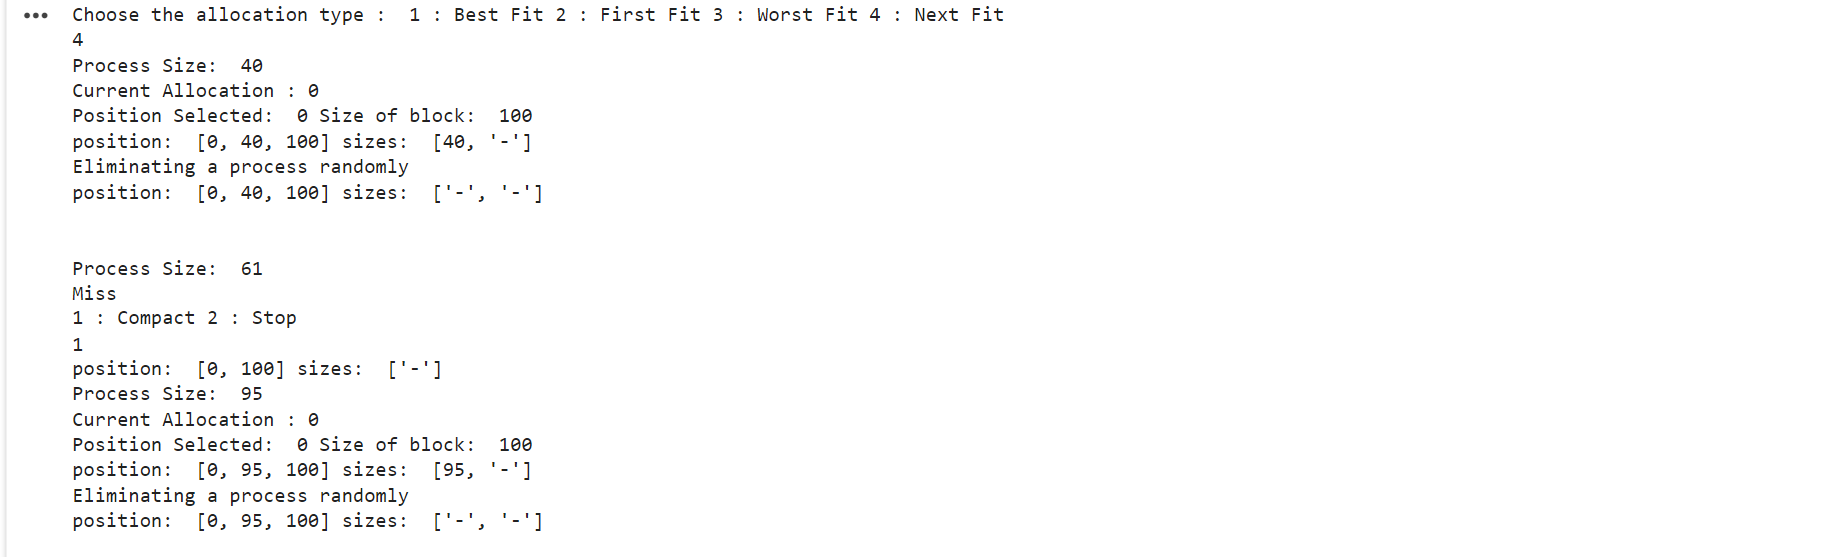 Choose the allocation type :  1 : Best Fit 2 : First Fit 3 : Worst Fit 4 : Next Fit
4
Process Size:  40
Current Allocation : 0
Position Selected:  0 Size of block:  100
position:  [0, 40, 100] sizes:  [40, '-']
Eliminating a process randomly
position:  [0, 40, 100] sizes:  ['-', '-']
Process Size:  61
Miss
1 : Compact 2 : Stop
1
position:  [0, 100] sizes:  ['-']
Process Size:  95
Current Allocation : 0
Position Selected:  0 Size of block:  100
position:  [0, 95, 100] sizes:  [95, '-']
Eliminating a process randomly
position:  [0, 95, 100] sizes:  ['-', '-']